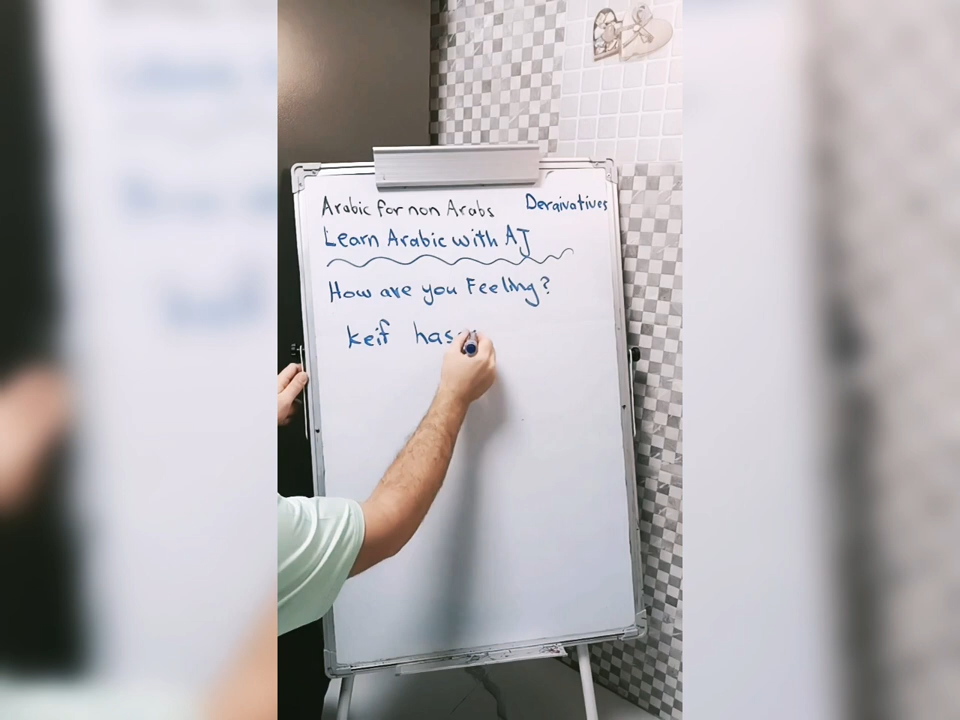 Arabic for non Arabs
Deraivatives
Learn Arabic with AJ
How are you Feeling?
keif has